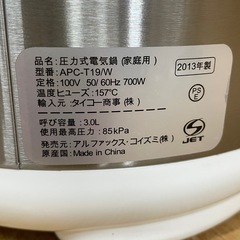 品名：圧力式電気鍋（家庭用）
型名：APC-T19/W
定格：100V 50/60Hz 700W
温度ヒューズ：157℃
輸入元：タイコー商事（株）
呼び容量：3.0L
使用最高圧力：85kPa
発売元：アルファックス・コイズミ（株）
原産国：Made in China
2013年製
PS
E
JET